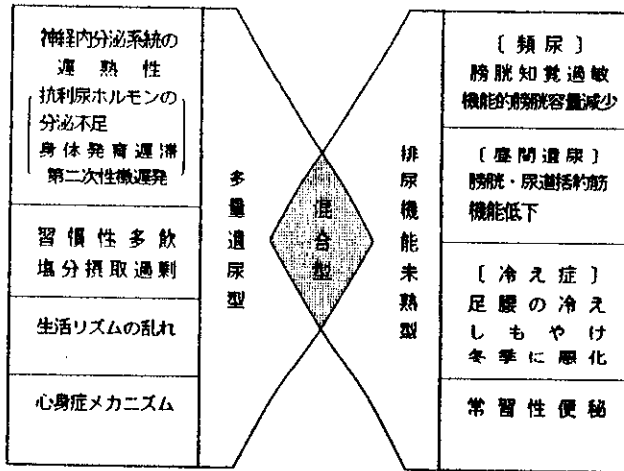 神経内分泌系統の
遅熟性
抗利尿ホルモンの
分泌不足
身体発育遅滞
第二次性徴遅発
習慣性多飲
塩分摂取過剰
生活リズムの乱れ
心身症メカニズム
多量遺尿型
混合型
排尿機能未熟型
〔頻尿〕
膀胱知覚過敏
機能的膀胱容量減少
〔昼間遺尿〕
膀胱・尿道括約筋
機能低下
〔冷え症〕
足腰の冷え
しもやけ
冬季に悪化
常習性便秘